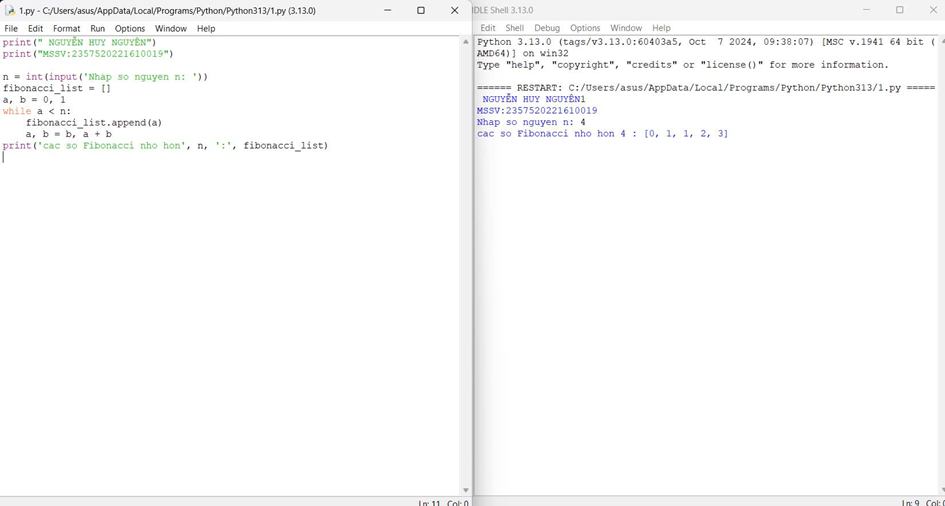 1.py - C:/Users/asus/AppData/Local/Programs/Python/Python313/1.py (3.13.0)
File Edit Format Run Options Window Help
print(" NGUYỄN HUY NGUYÊN")
print("MSSV:2357520221610019")
n = int(input('Nhap so nguyen n: '))
fibonacci_list = []
a, b = 0, 1
while a < n:
    fibonacci_list.append(a)
    a, b = b, a + b
print('cac so Fibonacci nho hon', n, ':', fibonacci_list)
Ln: 11 Col: 0
DLE Shell 3.13.0
Edit Shell Debug Options Window Help
Python 3.13.0 (tags/v3.13.0:60403a5, Oct  7 2024, 09:38:07) [MSC v.1941 64 bit (
AMD64)] on win32
Type "help", "copyright", "credits" or "license()" for more information.
====== RESTART: C:/Users/asus/AppData/Local/Programs/Python/Python313/1.py =====
 NGUYỄN HUY NGUYÊN1
MSSV:2357520221610019
Nhap so nguyen n: 4
cac so Fibonacci nho hon 4 : [0, 1, 1, 2, 3]
Ln: 9 Col: 0